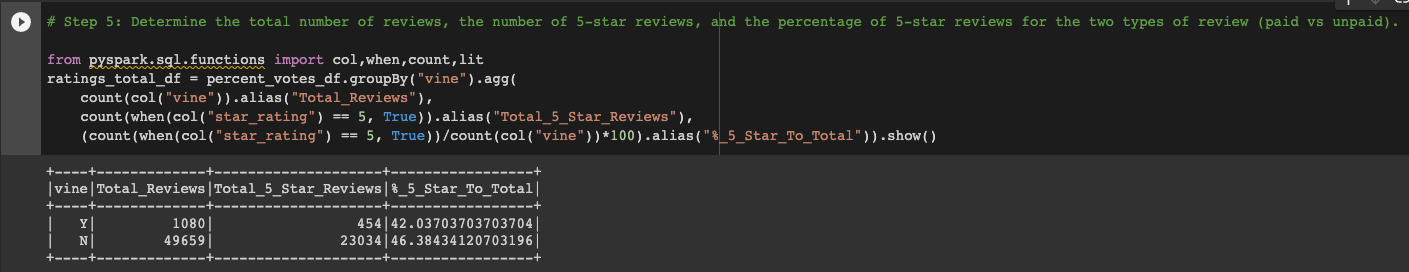 # Step 5: Determine the total number of reviews, the number of 5-star reviews, and the percentage of 5-star reviews for the two types of review (paid vs unpaid).
from pyspark.sql.functions import col,when,count,lit
ratings_total_df = percent_votes_df.groupBy("vine").agg(
    count(col("vine")).alias("Total_Reviews"),
    count(when(col("star_rating") == 5, True)).alias("Total_5_Star_Reviews"),
    (count(when(col("star_rating") == 5, True))/count(col("vine"))*100).alias("%_5_Star_To_Total")).show()
+----+-------------+--------------------+-----------------+
|vine|Total_Reviews|Total_5_Star_Reviews|%_5_Star_To_Total|
+----+-------------+--------------------+-----------------+
|   Y|         1080|                 454|42.03703703703704|
|   N|        49659|               23034|46.38434120703196|
+----+-------------+--------------------+-----------------+